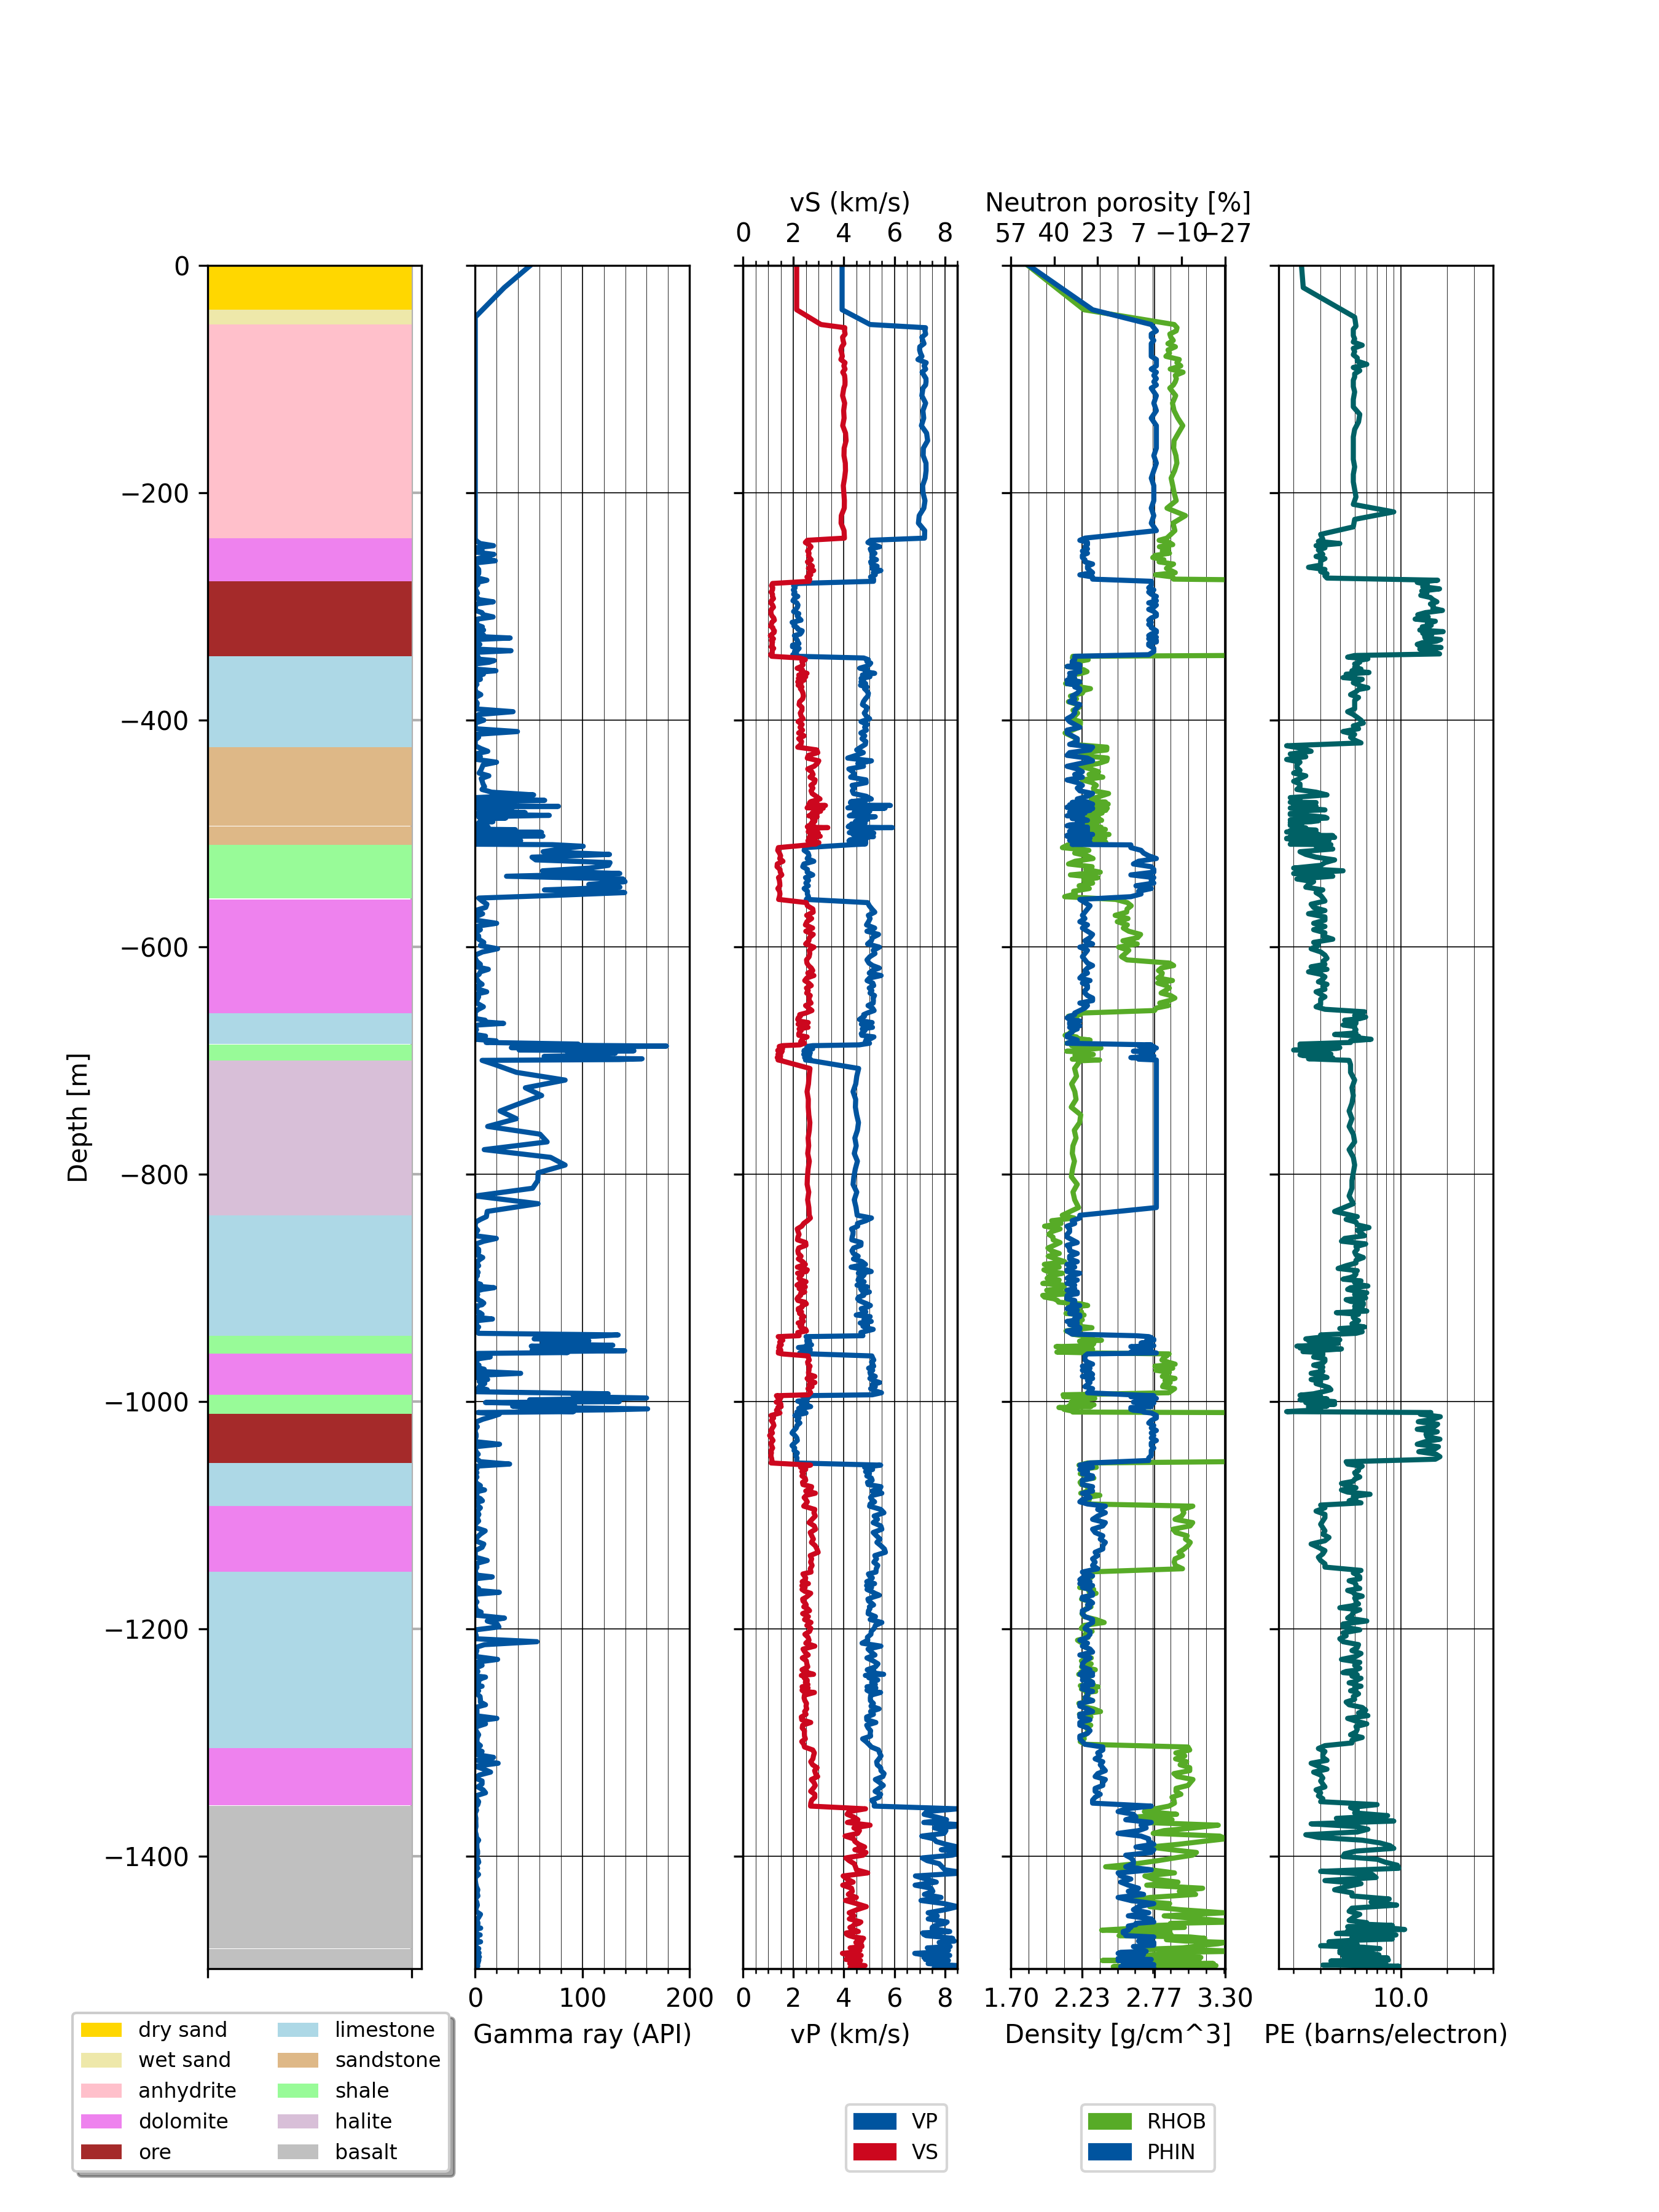 vS (km/s)
0 2 4 6 8
Neutron porosity [%]
57 40 23 7 −10 −27
Depth [m]
0
−200
−400
−600
−800
−1000
−1200
−1400
0 100 200
Gamma ray (API)
0 2 4 6 8
vP (km/s)
1.70 2.23 2.77 3.30
Density [g/cm^3]
10.0
PE (barns/electron)
dry sand
wet sand
anhydrite
dolomite
ore
limestone
sandstone
shale
halite
basalt
VP
VS
RHOB
PHIN